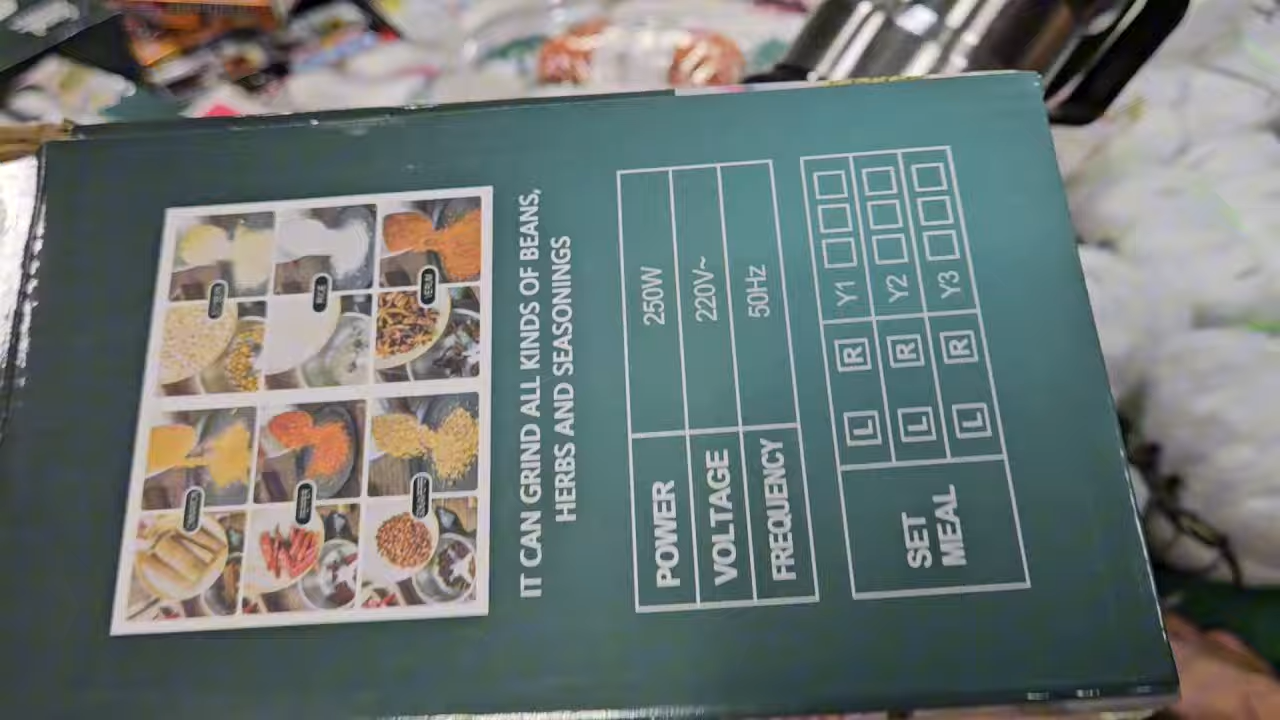 RICE
IT CAN GRIND ALL KINDS OF BEANS,
HERBS AND SEASONINGS
POWER 250W
VOLTAGE 220V~
FREQUENCY 50Hz
SET
MEAL
L R Y1 □□□
L R Y2 □□□
L R Y3 □□□